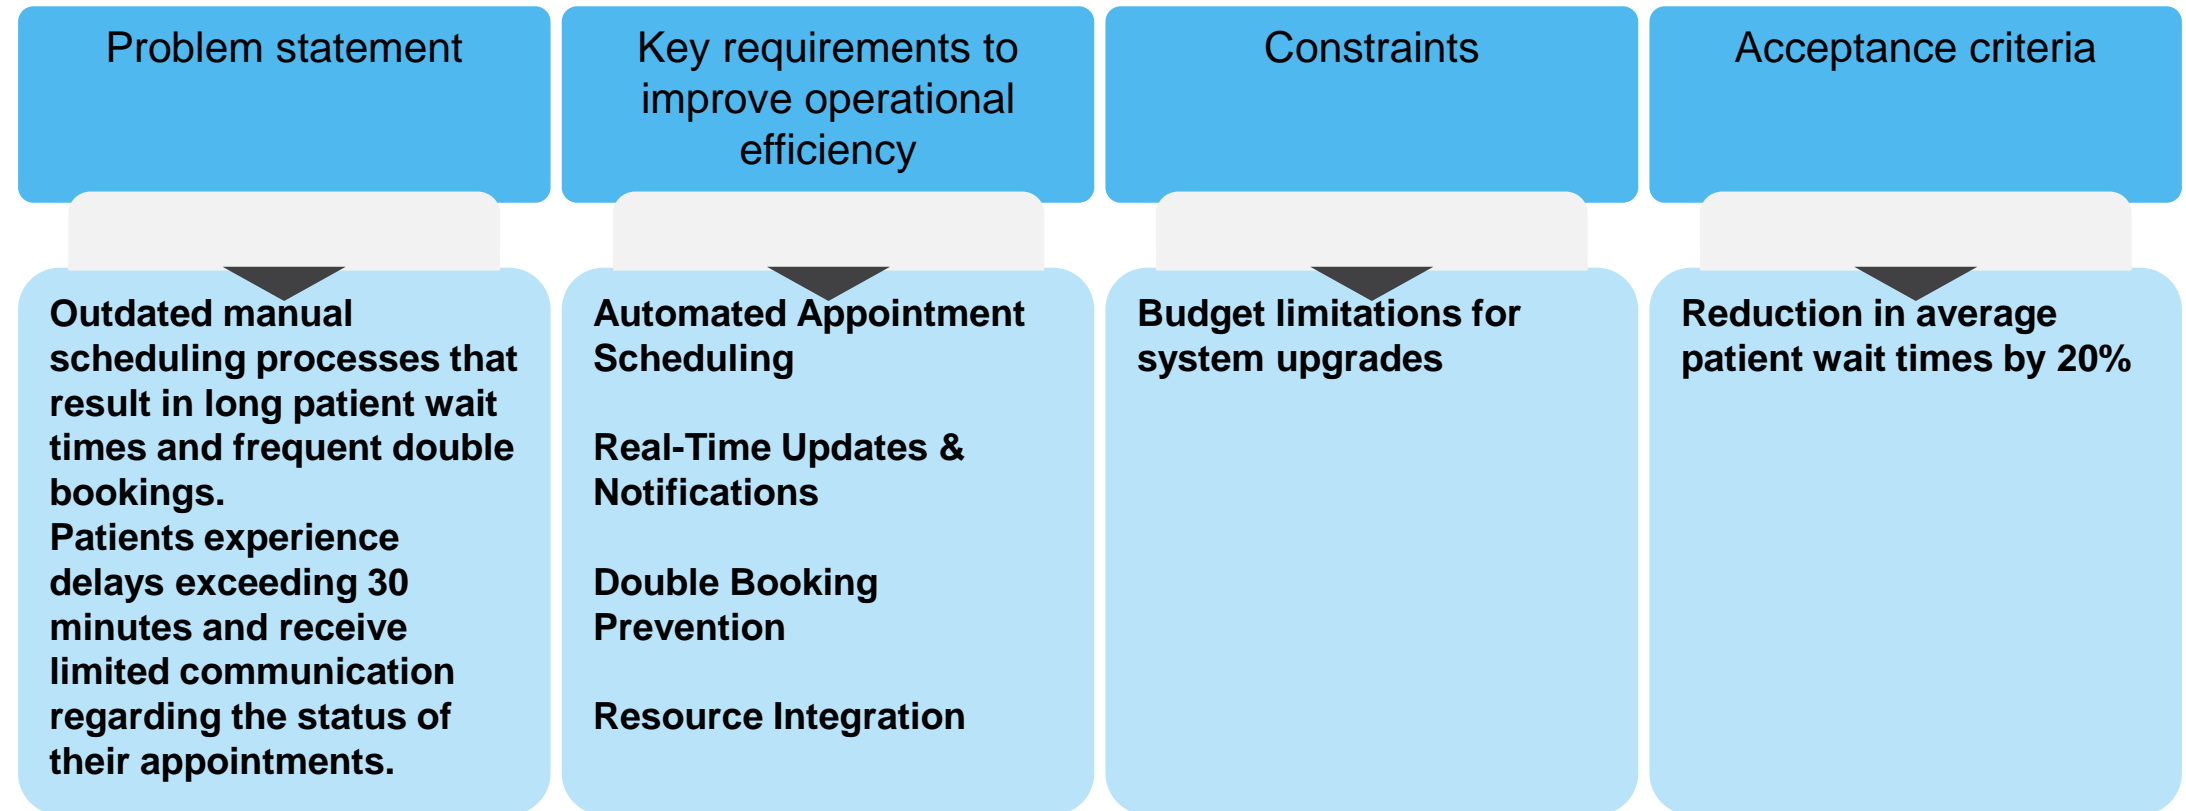 Problem statement
Key requirements to
improve operational
efficiency
Constraints
Acceptance criteria
Outdated manual
scheduling processes that
result in long patient wait
times and frequent double
bookings.
Patients experience
delays exceeding 30
minutes and receive
limited communication
regarding the status of
their appointments.
Automated Appointment
Scheduling
Real-Time Updates &
Notifications
Double Booking
Prevention
Resource Integration
Budget limitations for
system upgrades
Reduction in average
patient wait times by 20%